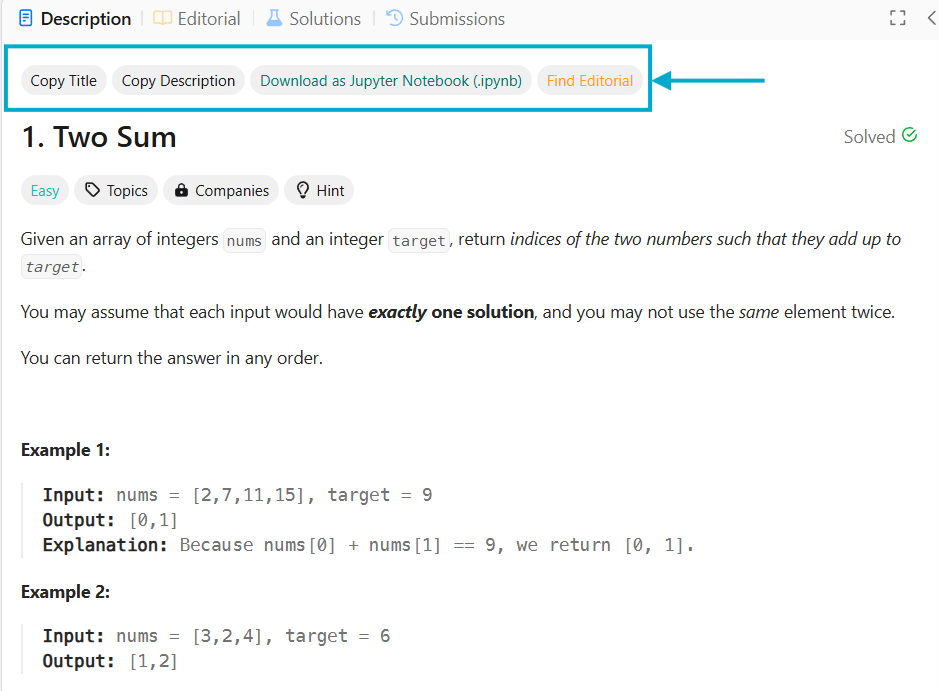 Description Editorial Solutions Submissions
Copy Title Copy Description Download as Jupyter Notebook (.ipynb) Find Editorial
1. Two Sum Solved
Easy Topics Companies Hint
Given an array of integers nums and an integer target, return indices of the two numbers such that they add up to
target.
You may assume that each input would have exactly one solution, and you may not use the same element twice.
You can return the answer in any order.
Example 1:
Input: nums = [2,7,11,15], target = 9
Output: [0,1]
Explanation: Because nums[0] + nums[1] == 9, we return [0, 1].
Example 2:
Input: nums = [3,2,4], target = 6
Output: [1,2]